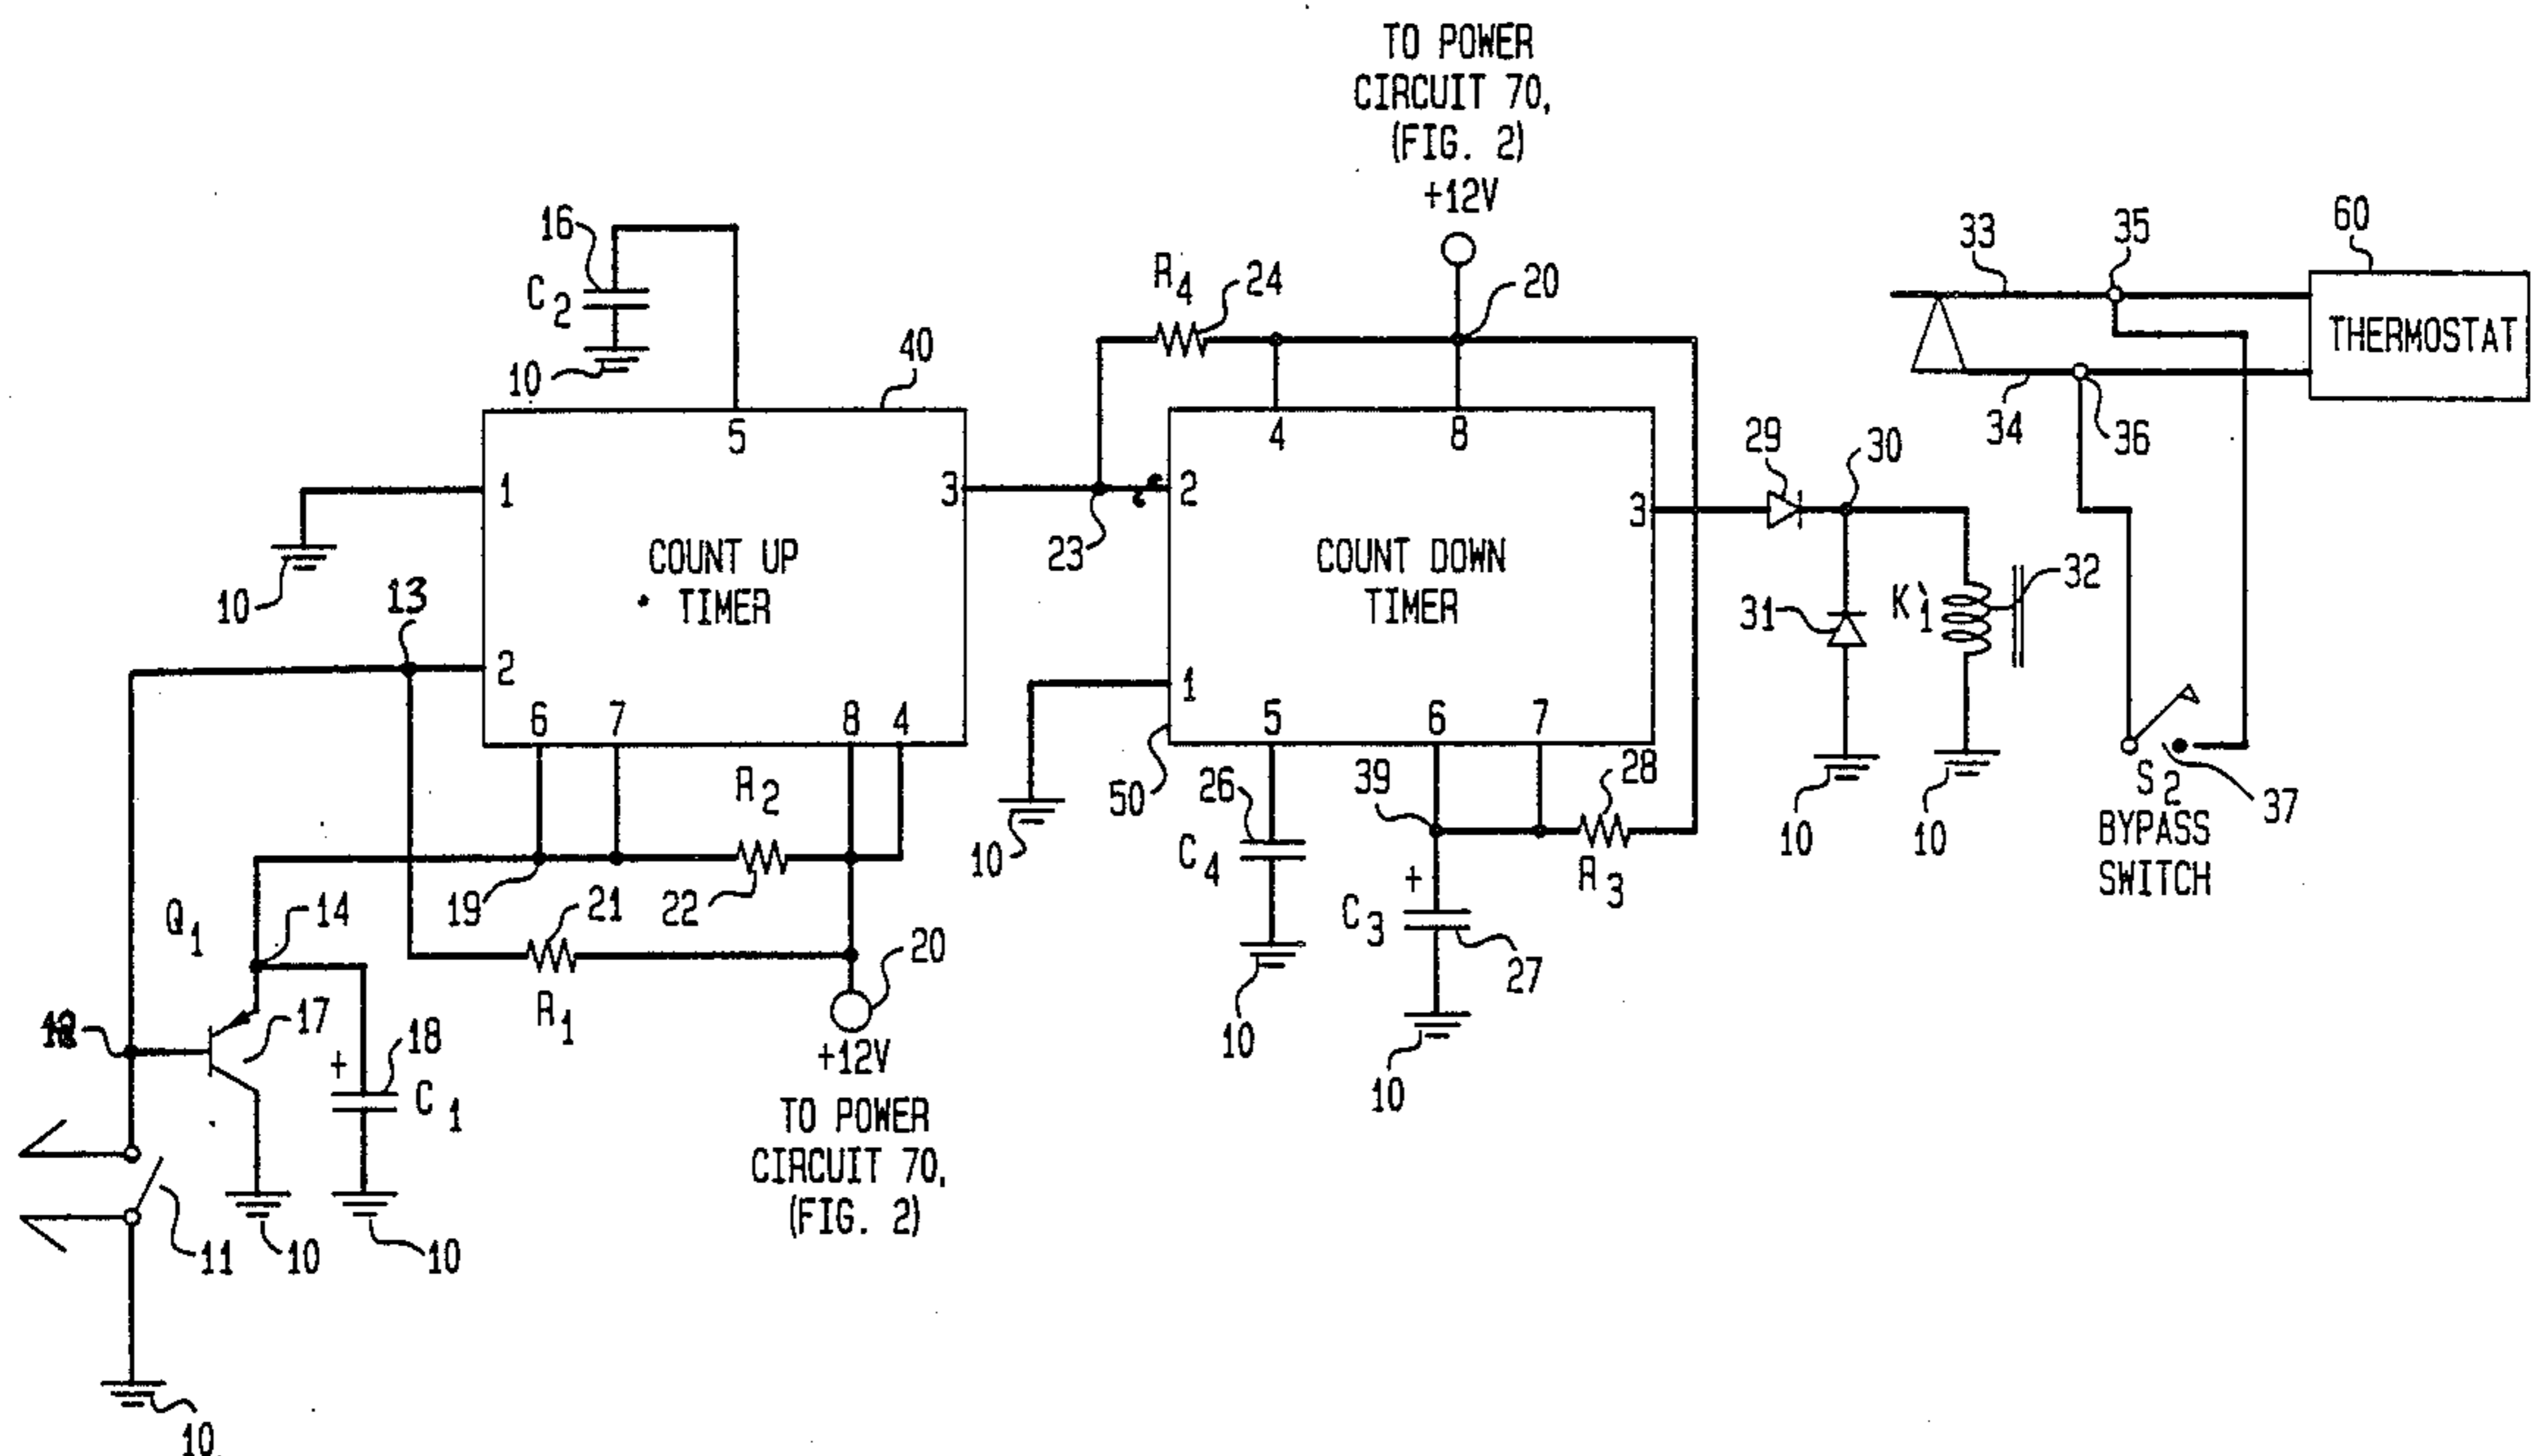 TO POWER
CIRCUIT 70,
(FIG. 2)
+12V
16
C2
10
40
R4
24
20
33
35
60
THERMOSTAT
34
36
5
1
3
10
COUNT UP
TIMER
13
2
6
7
8
4
23
4
8
2
3
COUNT DOWN
TIMER
1
5
6
7
50
10
29
30
31
K1
32
10
10
S2
BYPASS
SWITCH
37
R2
19
22
21
R1
20
+12V
TO POWER
CIRCUIT 70,
(FIG. 2)
26
C4
10
39
28
R3
+
C3
27
10
Q1
14
17
+
18
C1
11
10
10
10